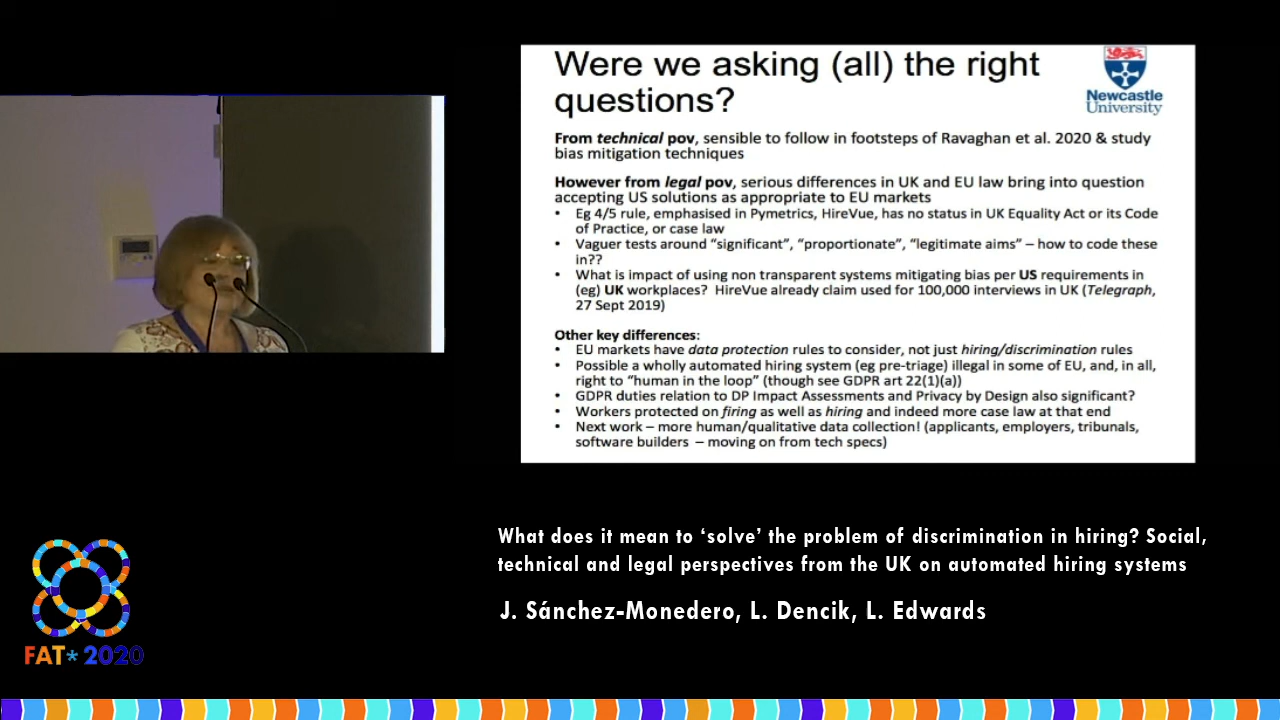 Were we asking (all) the right
questions?
Newcastle
University
From technical pov, sensible to follow in footsteps of Ravaghan et al. 2020 & study
bias mitigation techniques
However from legal pov, serious differences in UK and EU law bring into question
accepting US solutions as appropriate to EU markets
• Eg 4/5 rule, emphasised in Pymetrics, HireVue, has no status in UK Equality Act or its Code
of Practice, or case law
• Vaguer tests around “significant”, “proportionate”, “legitimate aims” – how to code these
in??
• What is impact of using non transparent systems mitigating bias per US requirements in
(eg) UK workplaces? HireVue already claim used for 100,000 interviews in UK (Telegraph,
27 Sept 2019)
Other key differences:
• EU markets have data protection rules to consider, not just hiring/discrimination rules
• Possible a wholly automated hiring system (eg pre-triage) illegal in some of EU, and, in all,
right to “human in the loop” (though see GDPR art 22(1)(a))
• GDPR duties relation to DP Impact Assessments and Privacy by Design also significant?
• Workers protected on firing as well as hiring and indeed more case law at that end
• Next work – more human/qualitative data collection! (applicants, employers, tribunals,
software builders – moving on from tech specs)
What does it mean to ‘solve’ the problem of discrimination in hiring? Social,
technical and legal perspectives from the UK on automated hiring systems
J. Sánchez-Monedero, L. Dencik, L. Edwards
FAT* 2020